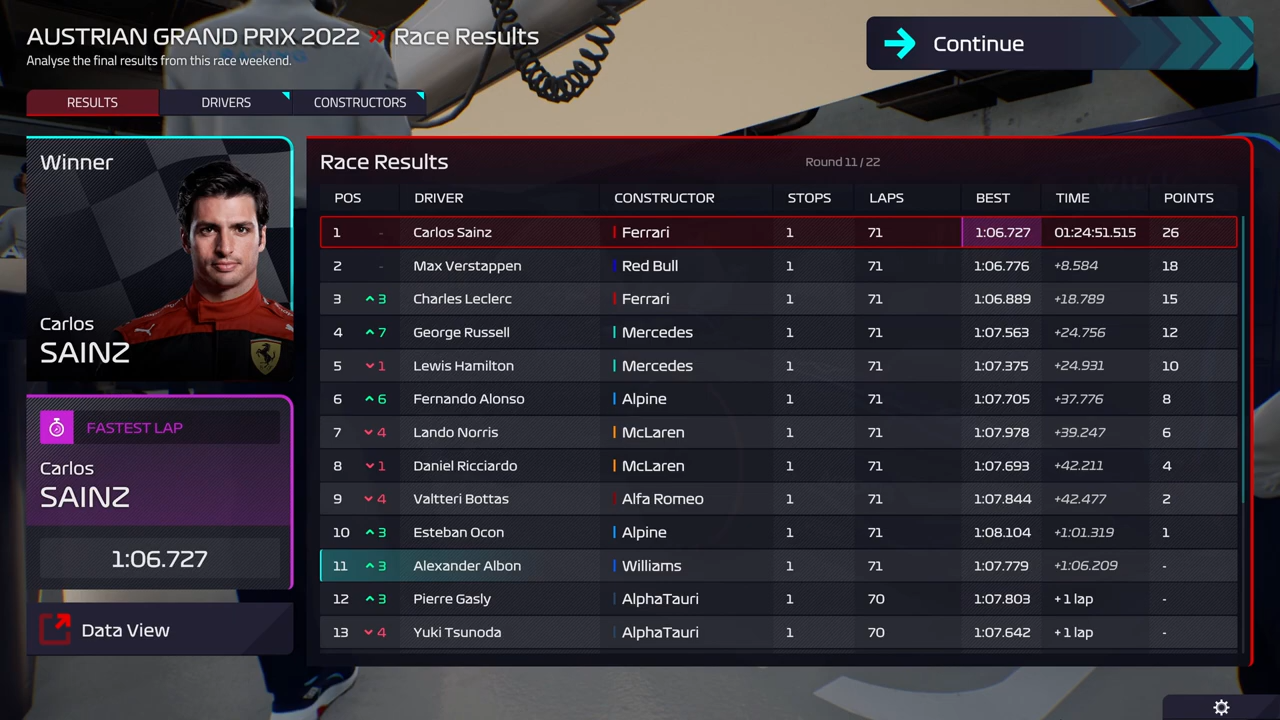 AUSTRIAN GRAND PRIX 2022 » Race Results
Analyse the final results from this race weekend.
Continue
RESULTS DRIVERS CONSTRUCTORS
Winner
Carlos
SAINZ
FASTEST LAP
Carlos
SAINZ
1:06.727
Data View
Race Results Round 11 / 22
POS DRIVER CONSTRUCTOR STOPS LAPS BEST TIME POINTS
1 - Carlos Sainz Ferrari 1 71 1:06.727 01:24:51.515 26
2 - Max Verstappen Red Bull 1 71 1:06.776 +8.584 18
3 3 Charles Leclerc Ferrari 1 71 1:06.889 +18.789 15
4 7 George Russell Mercedes 1 71 1:07.563 +24.756 12
5 1 Lewis Hamilton Mercedes 1 71 1:07.375 +24.931 10
6 6 Fernando Alonso Alpine 1 71 1:07.705 +37.776 8
7 4 Lando Norris McLaren 1 71 1:07.978 +39.247 6
8 1 Daniel Ricciardo McLaren 1 71 1:07.693 +42.211 4
9 4 Valtteri Bottas Alfa Romeo 1 71 1:07.844 +42.477 2
10 3 Esteban Ocon Alpine 1 71 1:08.104 +1:01.319 1
11 3 Alexander Albon Williams 1 71 1:07.779 +1:06.209 -
12 3 Pierre Gasly AlphaTauri 1 70 1:07.803 + 1 lap -
13 4 Yuki Tsunoda AlphaTauri 1 70 1:07.642 + 1 lap -